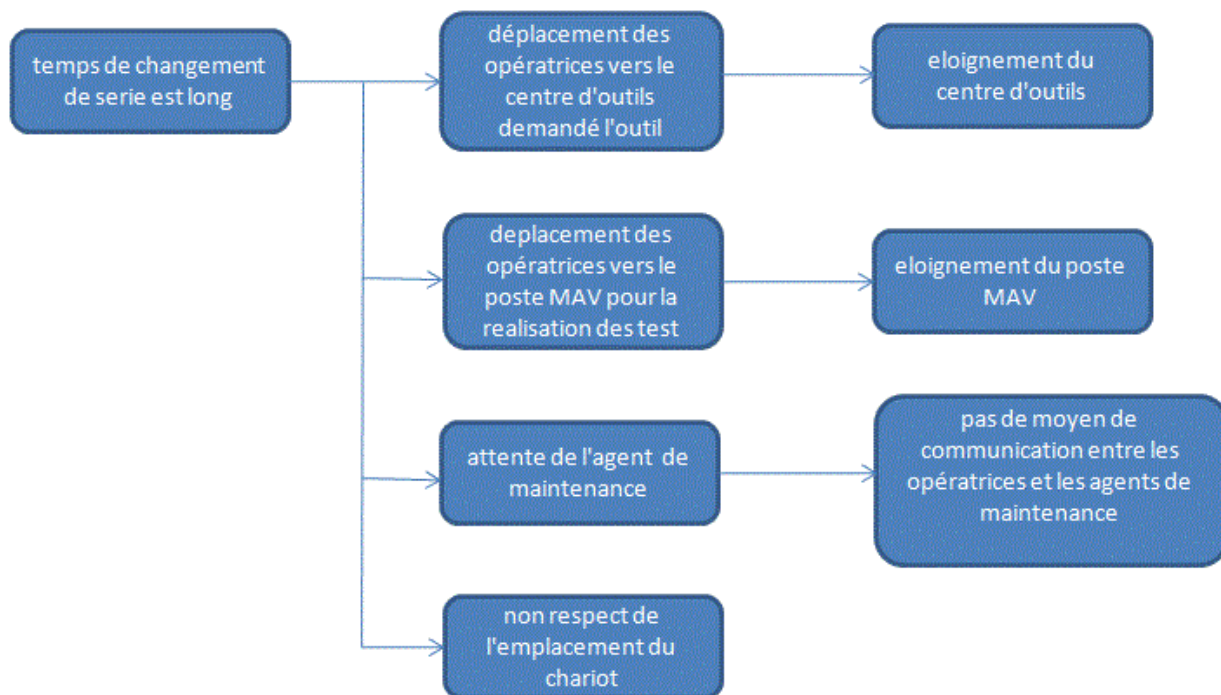 temps de changement
de serie est long
déplacement des
opératrices vers le
centre d'outils
demandé l'outil
eloignement du
centre d'outils
deplacement des
opératrices vers le
poste MAV pour la
realisation des test
eloignement du poste
MAV
attente de l'agent de
maintenance
pas de moyen de
communication entre les
opératrices et les agents de
maintenance
non respect de
l'emplacement du
chariot